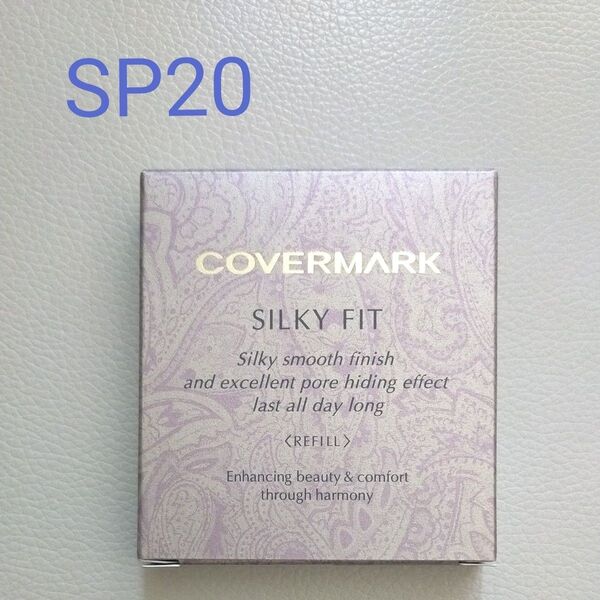 SP20
COVERMARK
SILKY FIT
Silky smooth finish
and excellent pore hiding effect
last all day long
〈REFILL〉
Enhancing beauty & comfort
through harmony